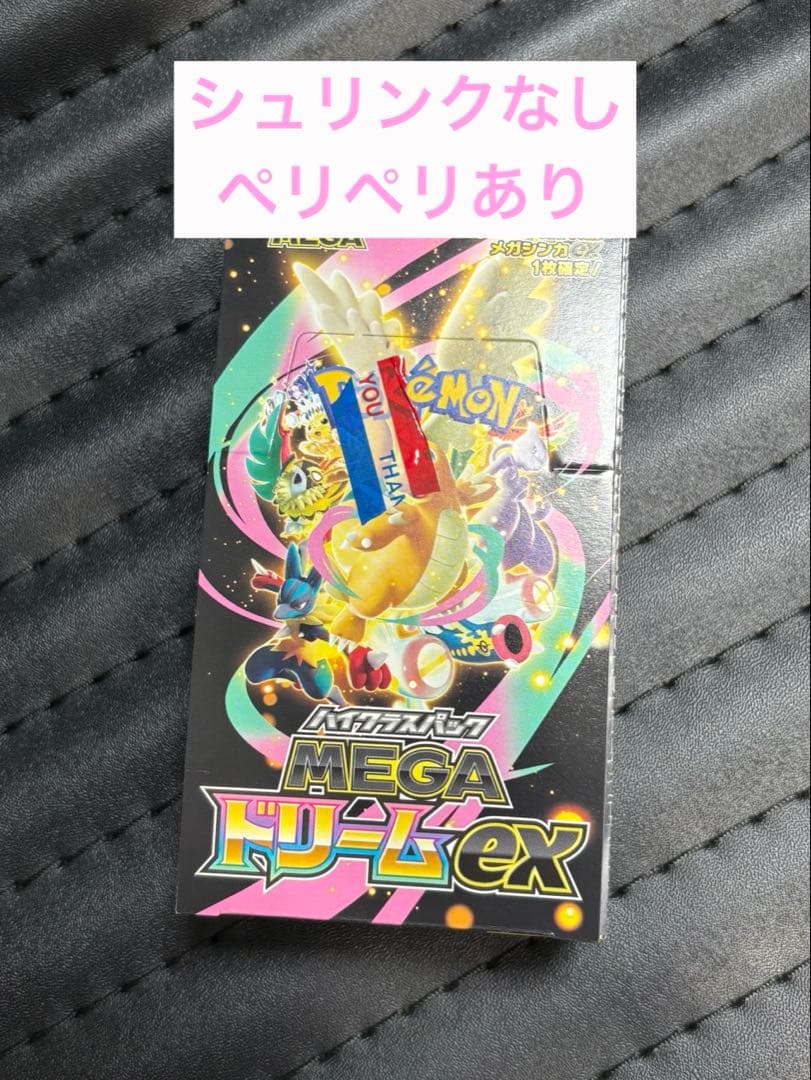 シュリンクなし
ペリペリあり
MEGA
メガシンカex
1枚確定!
YOU
THAN
Pokémon
ハイクラスパック
MEGA
ドリームex